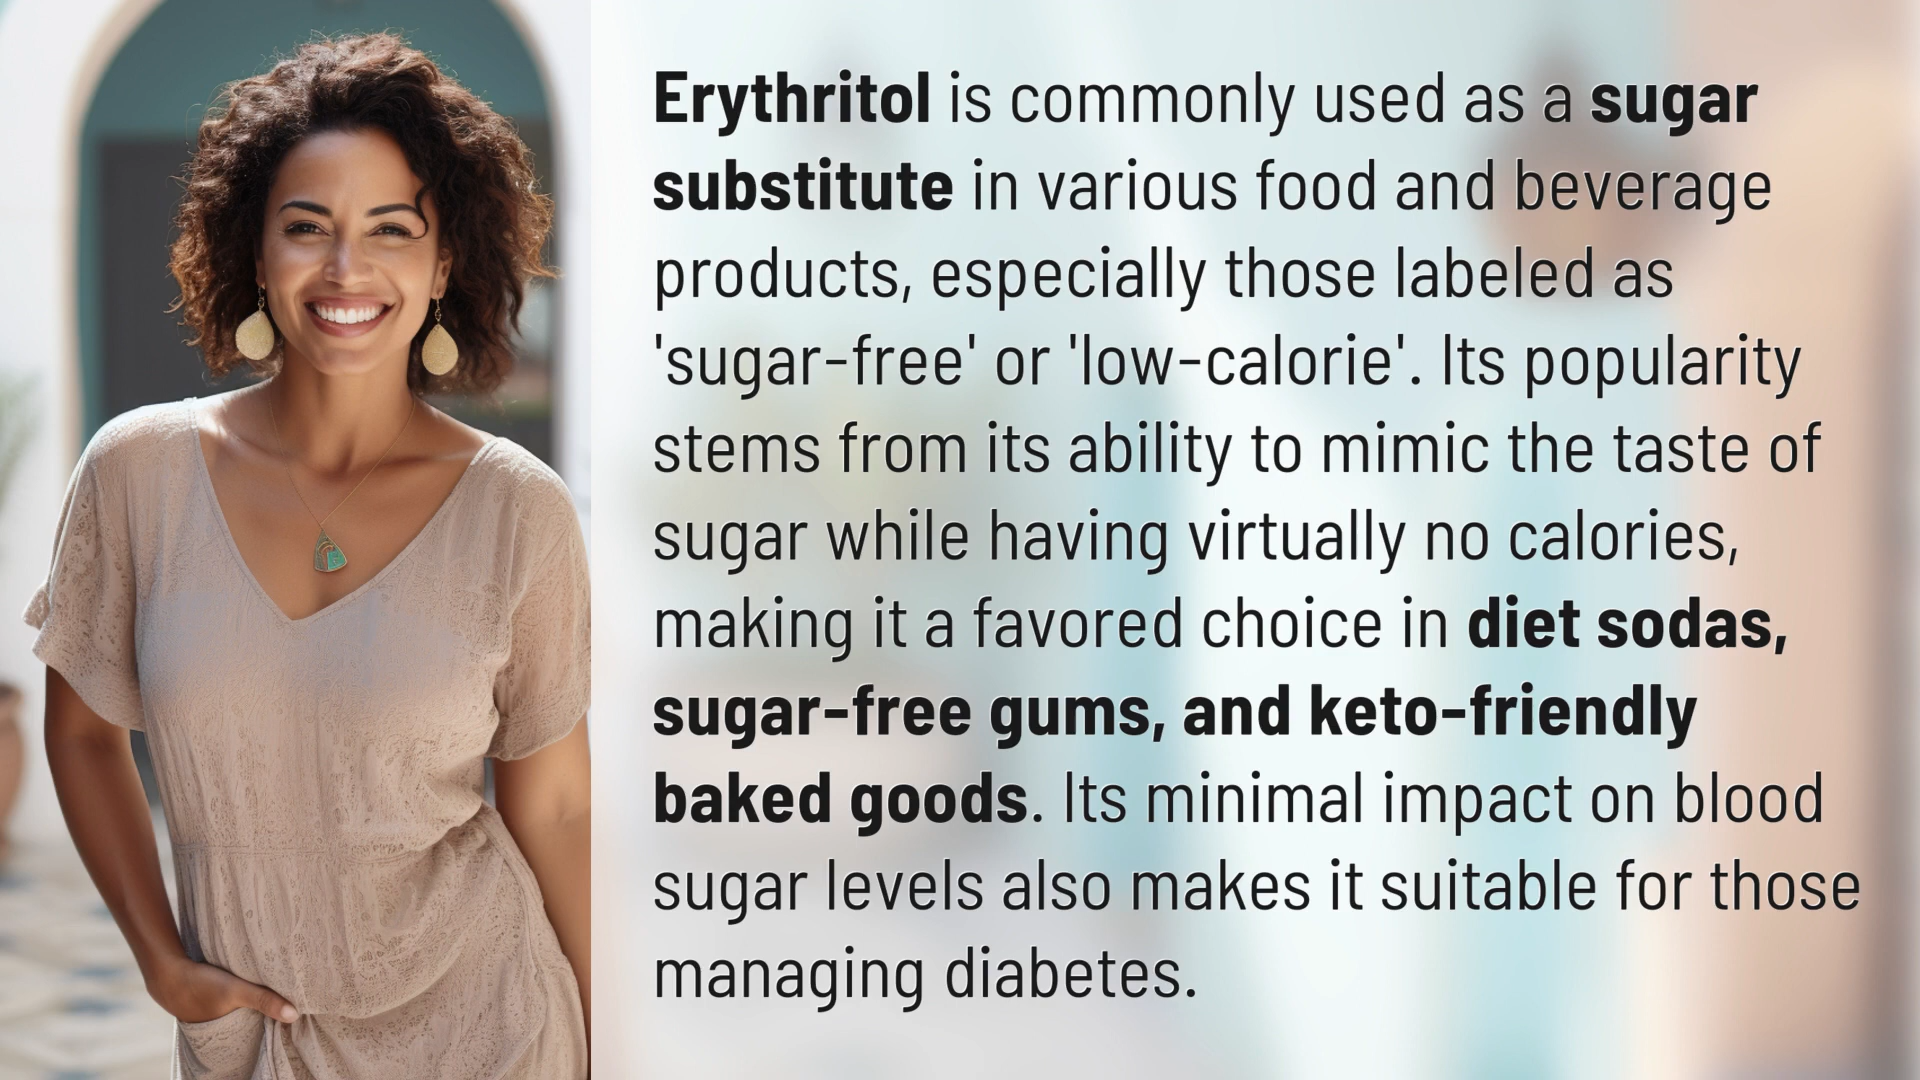 Erythritol is commonly used as a sugar
substitute in various food and beverage
products, especially those labeled as
'sugar-free' or 'low-calorie'. Its popularity
stems from its ability to mimic the taste of
sugar while having virtually no calories,
making it a favored choice in diet sodas,
sugar-free gums, and keto-friendly
baked goods. Its minimal impact on blood
sugar levels also makes it suitable for those
managing diabetes.